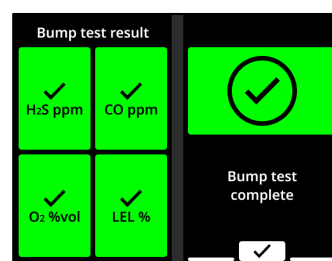 Bump test result
H2S ppm
CO ppm
O2 %vol
LEL %
Bump test
complete